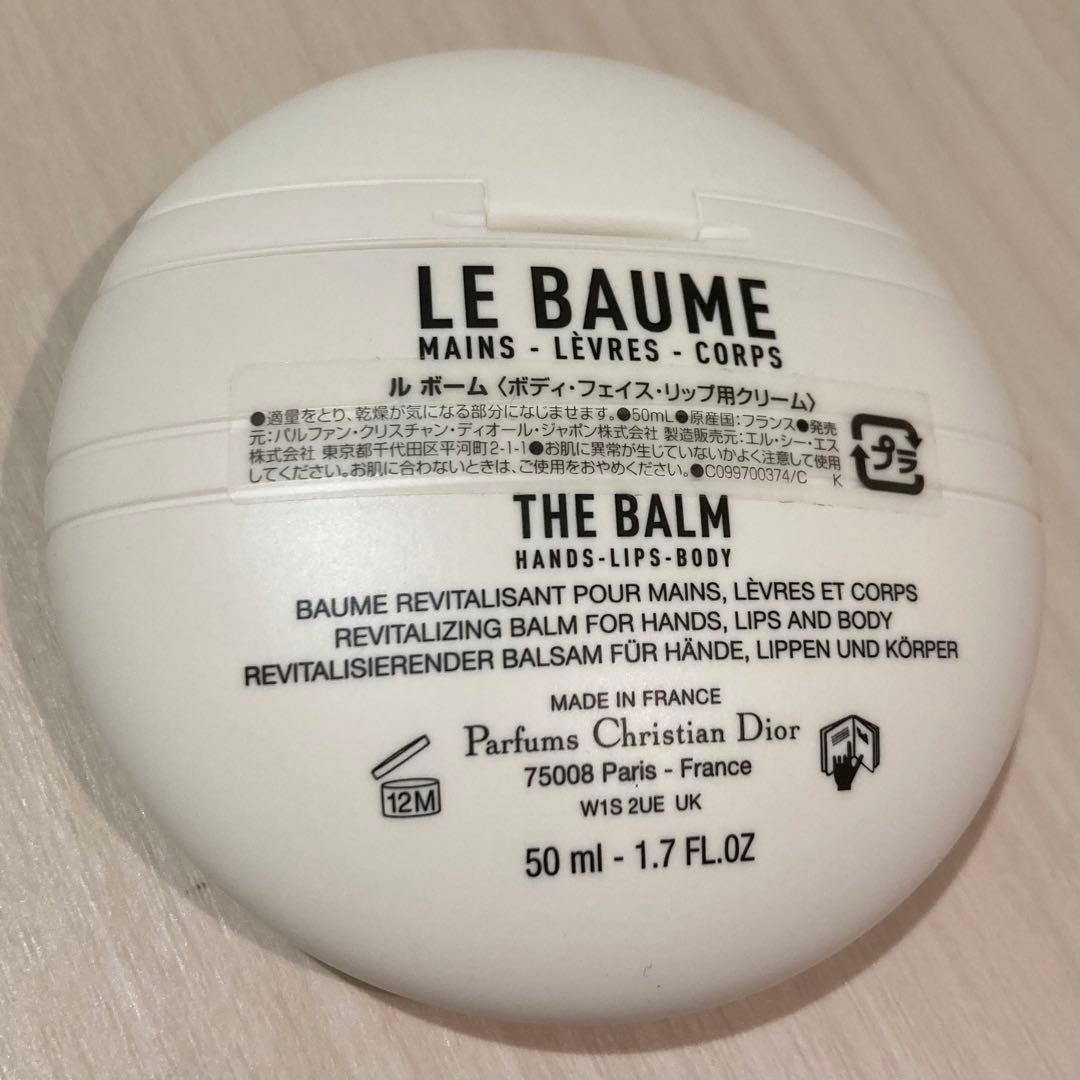 LE BAUME
MAINS - LÈVRES - CORPS
ル ボーム〈ボディ・フェイス・リップ用クリーム〉
●適量をとり、乾燥が気になる部分になじませます。●50mL●原産国:フランス●発売
元:パルファン・クリスチャン・ディオール・ジャポン株式会社 製造販売元:エル・シー・エス
株式会社 東京都千代田区平河町2-1-1●お肌に異常が生じていないかよく注意して使用
してください。お肌に合わないときは、ご使用をおやめください。●C099700374/C K
プラ
THE BALM
HANDS-LIPS-BODY
BAUME REVITALISANT POUR MAINS, LÈVRES ET CORPS
REVITALIZING BALM FOR HANDS, LIPS AND BODY
REVITALISIERENDER BALSAM FÜR HÄNDE, LIPPEN UND KÖRPER
MADE IN FRANCE
Parfums Christian Dior
75008 Paris - France
12M
W1S 2UE UK
50 ml - 1.7 FL.OZ